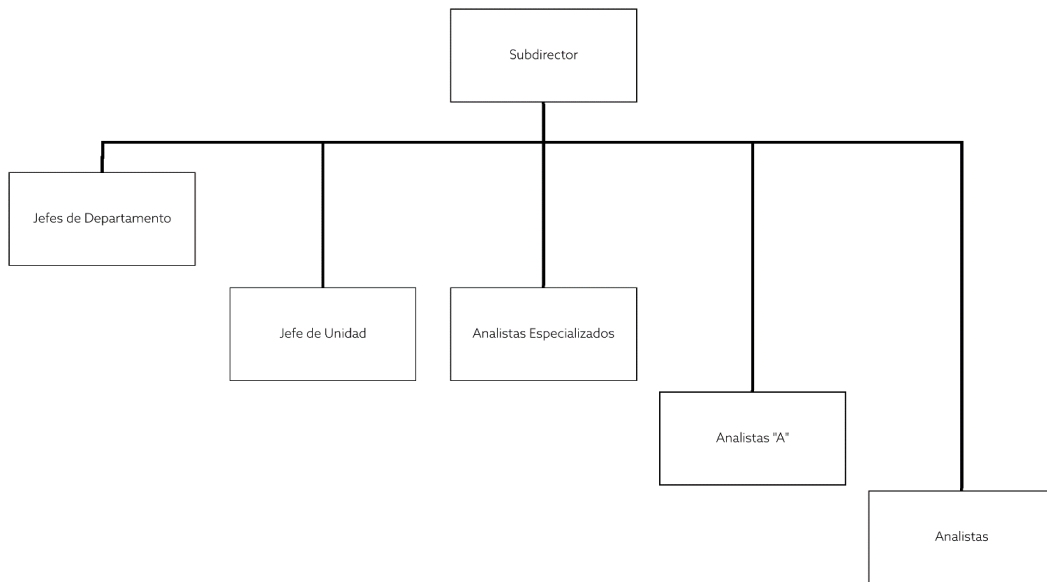 Subdirector
Jefes de Departamento
Jefe de Unidad
Analistas Especializados
Analistas "A"
Analistas